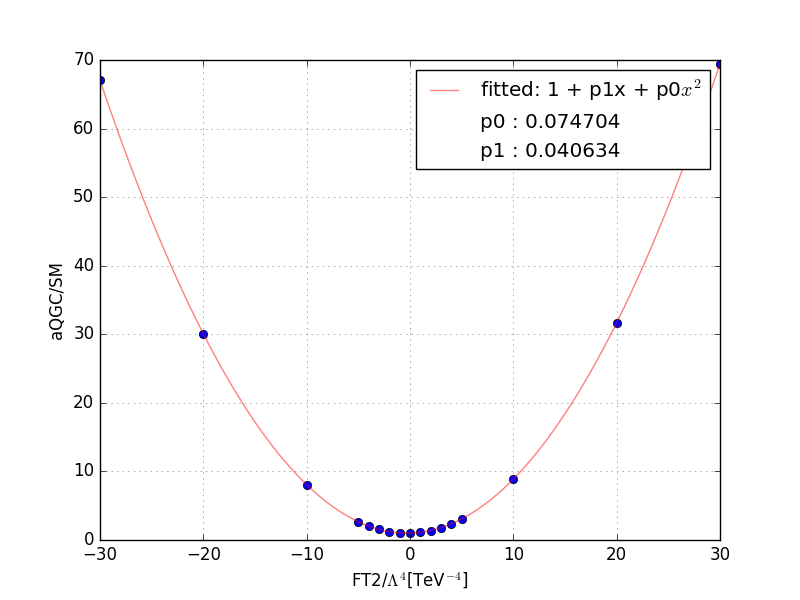 70
60
50
40
30
20
10
0
aQGC/SM
fitted: 1 + p1x + p0x²
p0 : 0.074704
p1 : 0.040634
−30 −20 −10 0 10 20 30
FT2/Λ⁴[TeV⁻⁴]